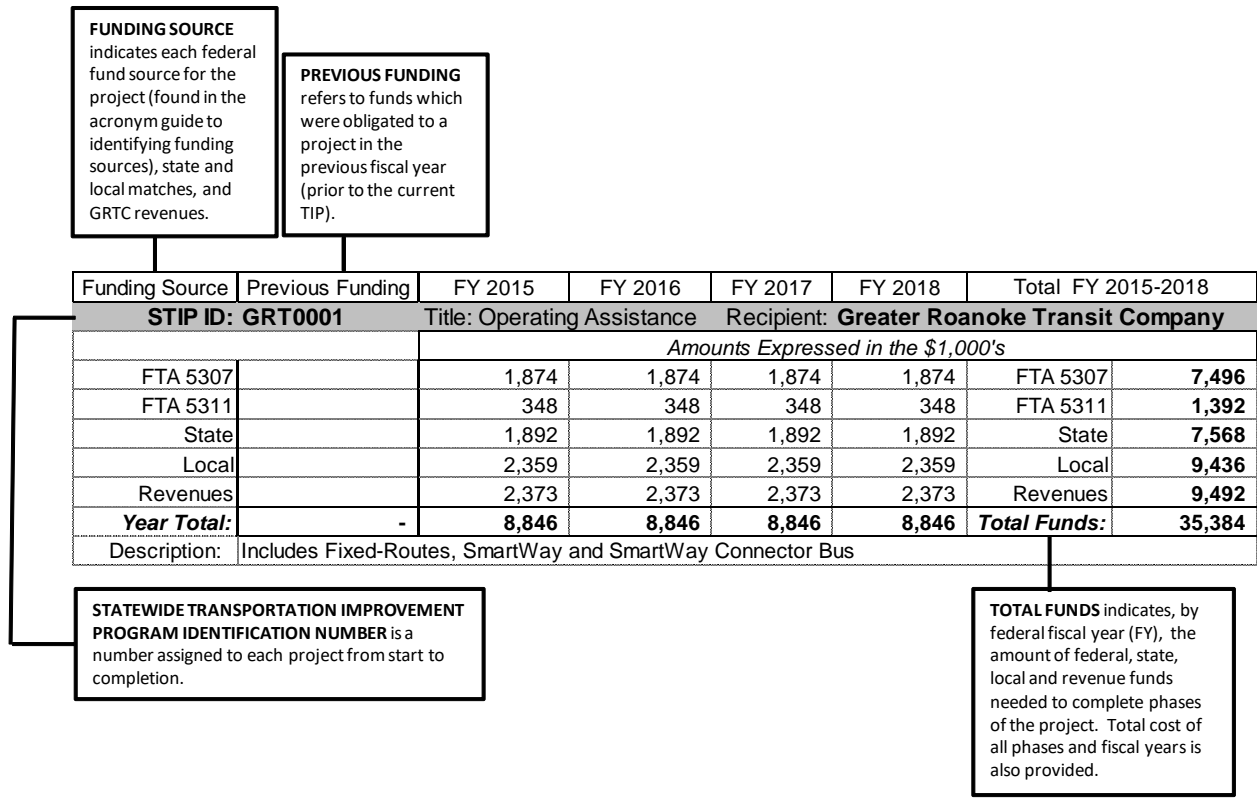 FUNDING SOURCE
indicates each federal
fund source for the
project (found in the
acronym guide to
identifying funding
sources), state and
local matches, and
GRTC revenues.
PREVIOUS FUNDING
refers to funds which
were obligated to a
project in the
previous fiscal year
(prior to the current
TIP).
Funding Source Previous Funding FY 2015 FY 2016 FY 2017 FY 2018 Total FY 2015-2018
STIP ID: GRT0001 Title: Operating Assistance Recipient: Greater Roanoke Transit Company
Amounts Expressed in the $1,000's
FTA 5307 1,874 1,874 1,874 1,874 FTA 5307 7,496
FTA 5311 348 348 348 348 FTA 5311 1,392
State 1,892 1,892 1,892 1,892 State 7,568
Local 2,359 2,359 2,359 2,359 Local 9,436
Revenues 2,373 2,373 2,373 2,373 Revenues 9,492
Year Total: - 8,846 8,846 8,846 8,846 Total Funds: 35,384
Description: Includes Fixed-Routes, SmartWay and SmartWay Connector Bus
STATEWIDE TRANSPORTATION IMPROVEMENT
PROGRAM IDENTIFICATION NUMBER is a
number assigned to each project from start to
completion.
TOTAL FUNDS indicates, by
federal fiscal year (FY), the
amount of federal, state,
local and revenue funds
needed to complete phases
of the project. Total cost of
all phases and fiscal years is
also provided.